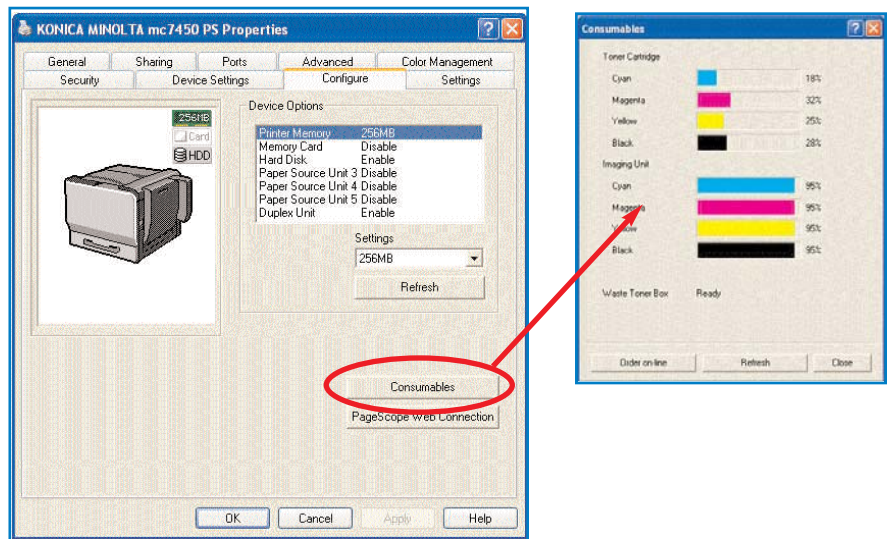 KONICA MINOLTA mc7450 PS Properties
General Sharing Ports Advanced Color Management
Security Device Settings Configure Settings
256MB
Card
HDD
Device Options
Printer Memory 256MB
Memory Card Disable
Hard Disk Enable
Paper Source Unit 3 Disable
Paper Source Unit 4 Disable
Paper Source Unit 5 Disable
Duplex Unit Enable
Settings
256MB
Refresh
Consumables
PageScope Web Connection
OK Cancel Apply Help
Consumables
Toner Cartridge
Cyan 18%
Magenta 32%
Yellow 25%
Black 28%
Imaging Unit
Cyan 95%
Magenta 95%
Yellow 95%
Black 95%
Waste Toner Box Ready
Order on-line Refresh Close